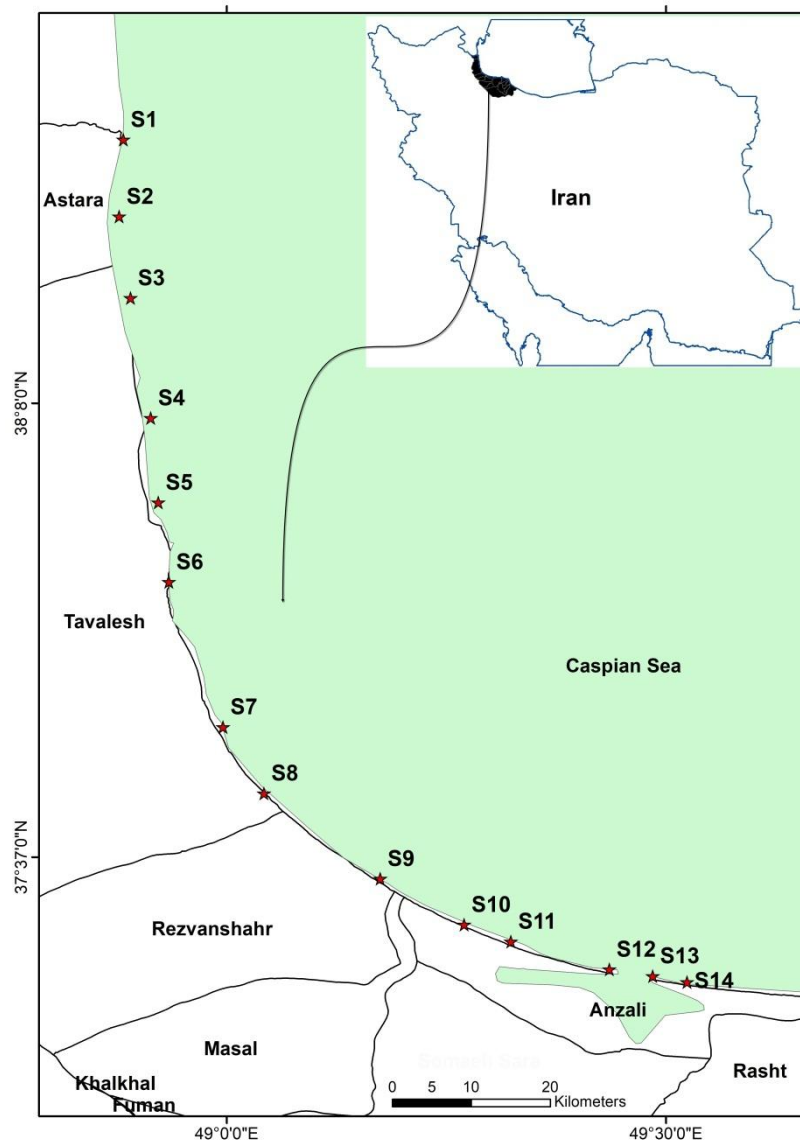 S1
Astara
S2
Iran
S3
38°8'0"N
S4
S5
S6
Tavalesh
Caspian Sea
S7
S8
37°37'0"N
S9
S10
S11
Rezvanshahr
S12
S13
S14
Anzali
Masal
Rasht
Khalkhal
Fuman
0 5 10 20
Kilometers
49°0'0"E
49°30'0"E